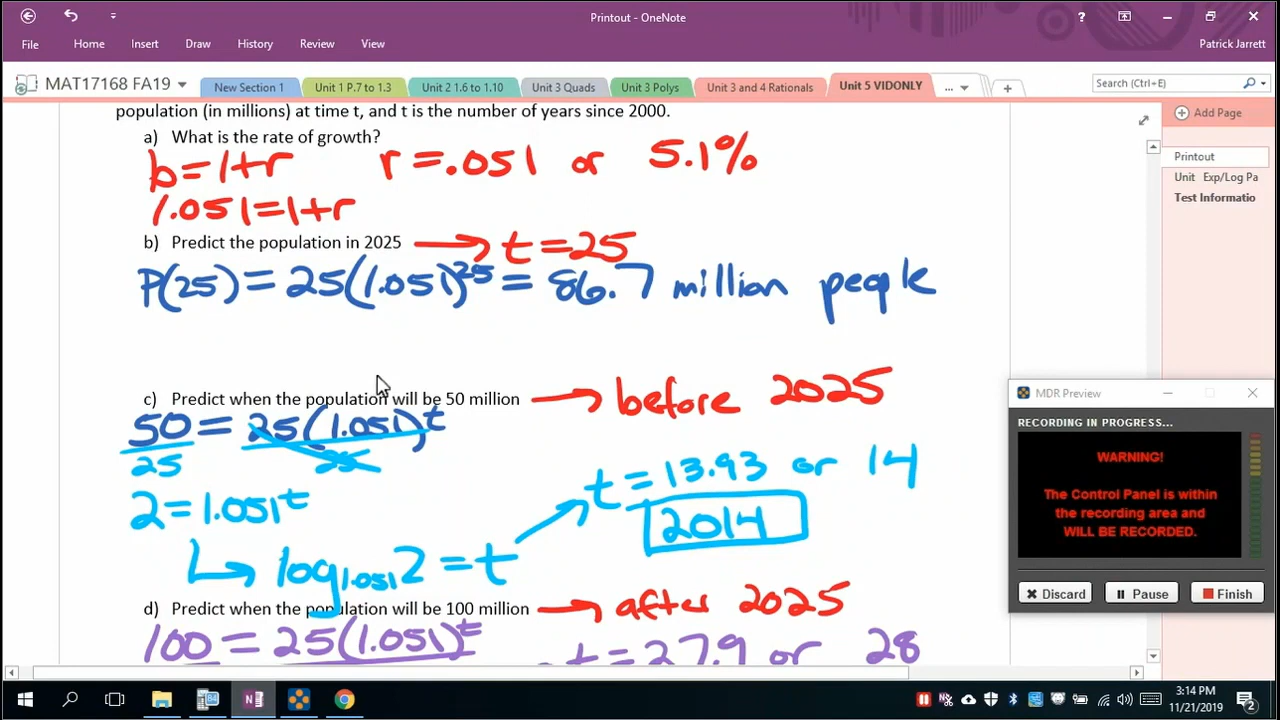 Printout - OneNote
?
File Home Insert Draw History Review View
Patrick Jarrett
MAT17168 FA19
New Section 1 Unit 1 P.7 to 1.3 Unit 2 1.6 to 1.10 Unit 3 Quads Unit 3 Polys Unit 3 and 4 Rationals Unit 5 VIDONLY ... +
Search (Ctrl+E)
Add Page
Printout
Unit Exp/Log Pa
Test Informatio
population (in millions) at time t, and t is the number of years since 2000.
a) What is the rate of growth?
b=1+r r=.051 or 5.1%
1.051=1+r
b) Predict the population in 2025 → t=25
P(25) = 25(1.051)^25 = 86.7 million people
c) Predict when the population will be 50 million → before 2025
50 = 25(1.051)^t
25 25
t = 13.93 or 14
2014
2 = 1.051^t
↳ log_1.051 2 = t
d) Predict when the population will be 100 million → after 2025
100 = 25(1.051)^t t = 27.9 or 28
MDR Preview
RECORDING IN PROGRESS...
WARNING!
The Control Panel is within
the recording area and
WILL BE RECORDED.
Discard Pause Finish
3:14 PM
11/21/2019
2